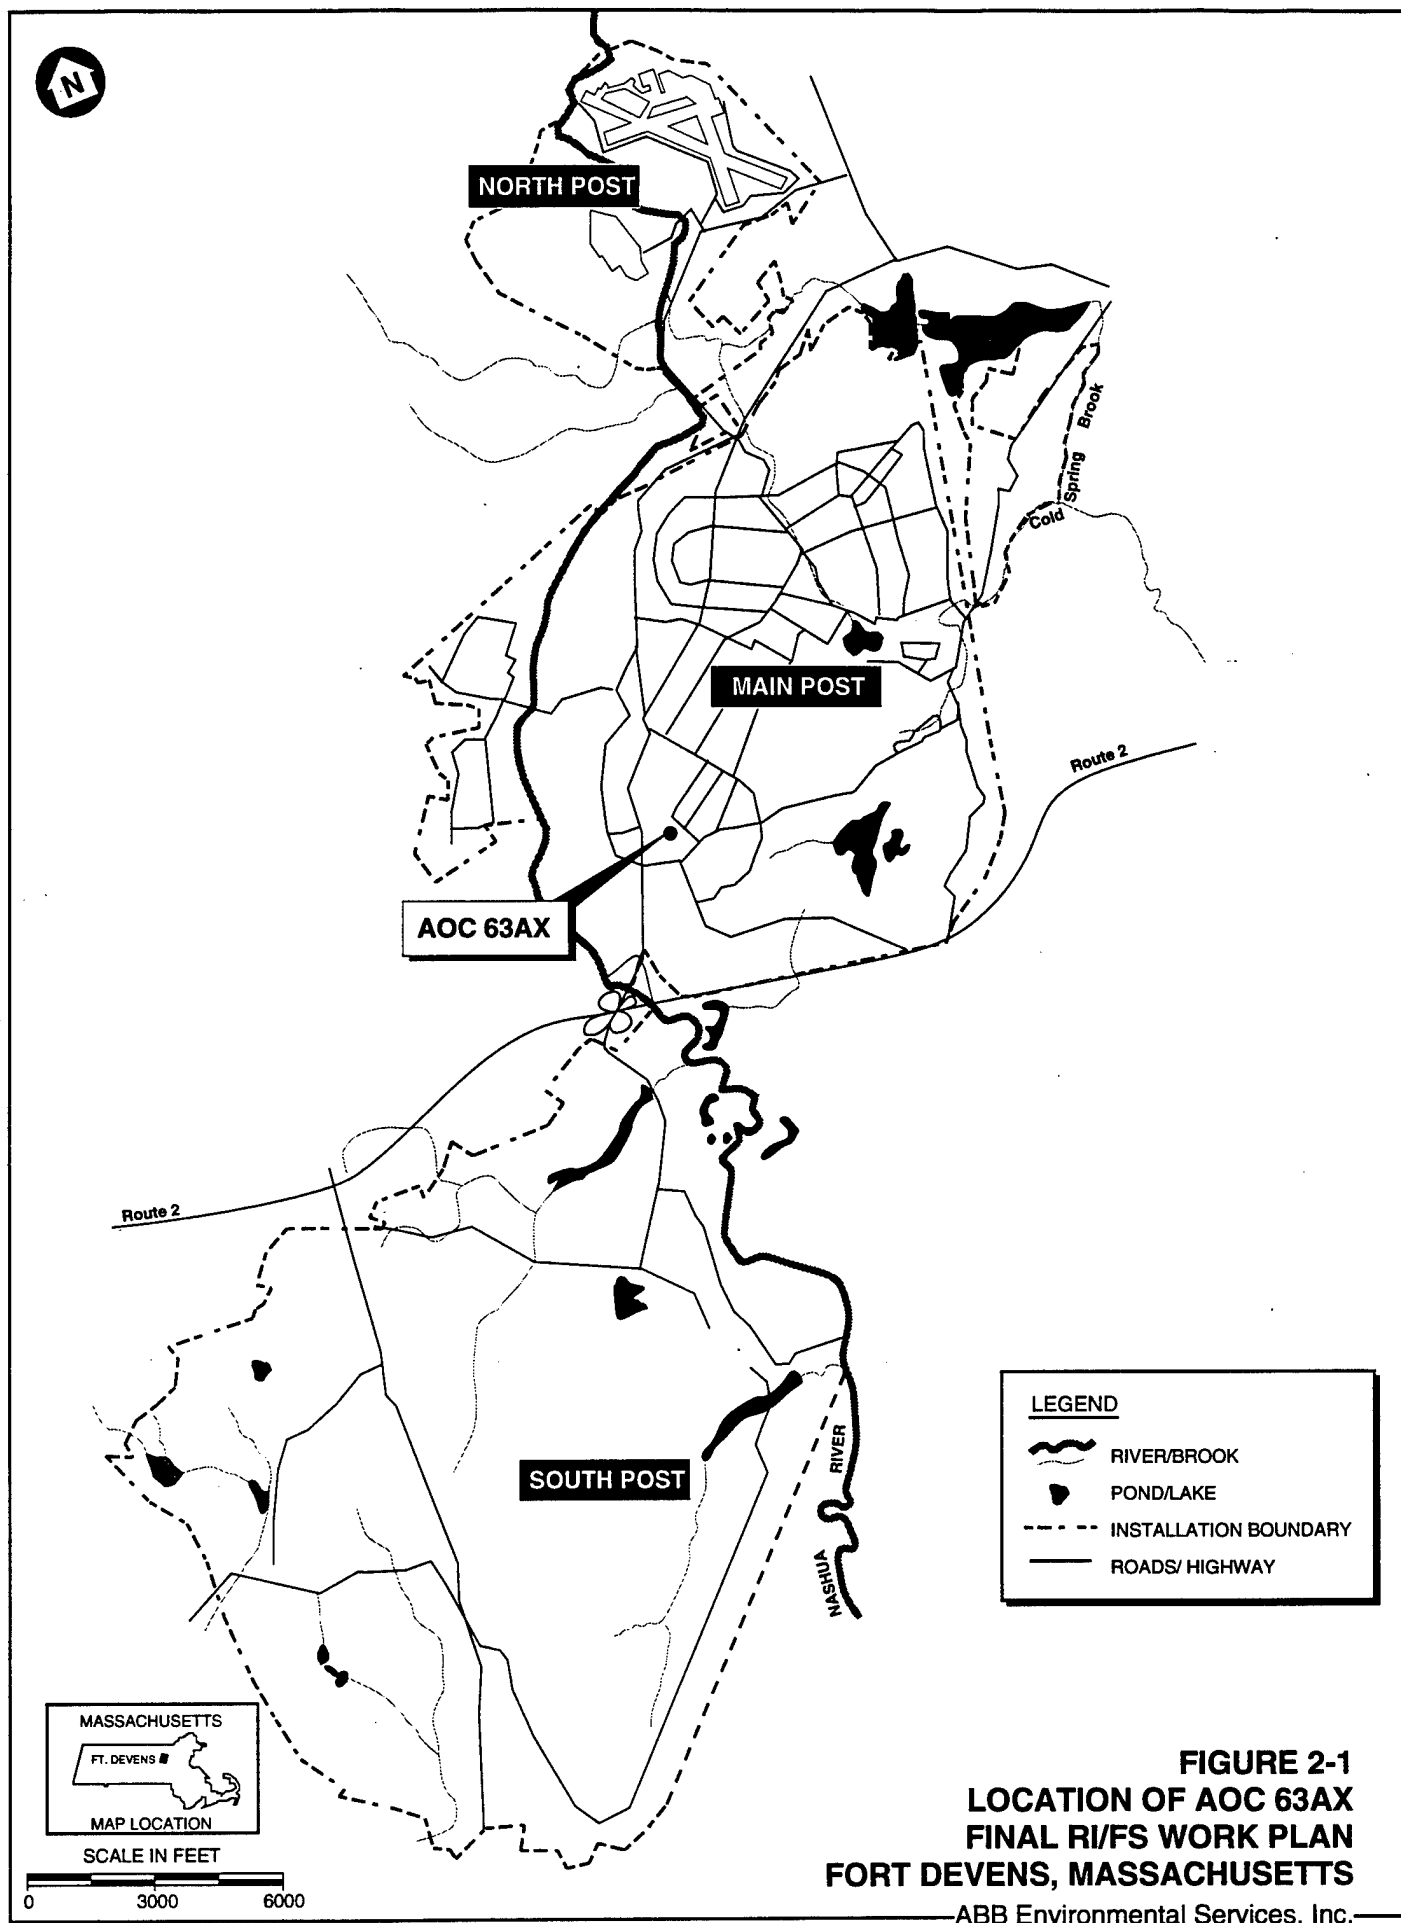 N
NORTH POST
Cold Spring Brook
MAIN POST
Route 2
AOC 63AX
Route 2
SOUTH POST
NASHUA RIVER
LEGEND
RIVER/BROOK
POND/LAKE
INSTALLATION BOUNDARY
ROADS/ HIGHWAY
MASSACHUSETTS
FT. DEVENS
MAP LOCATION
SCALE IN FEET
0 3000 6000
FIGURE 2-1
LOCATION OF AOC 63AX
FINAL RI/FS WORK PLAN
FORT DEVENS, MASSACHUSETTS
ABB Environmental Services, Inc.